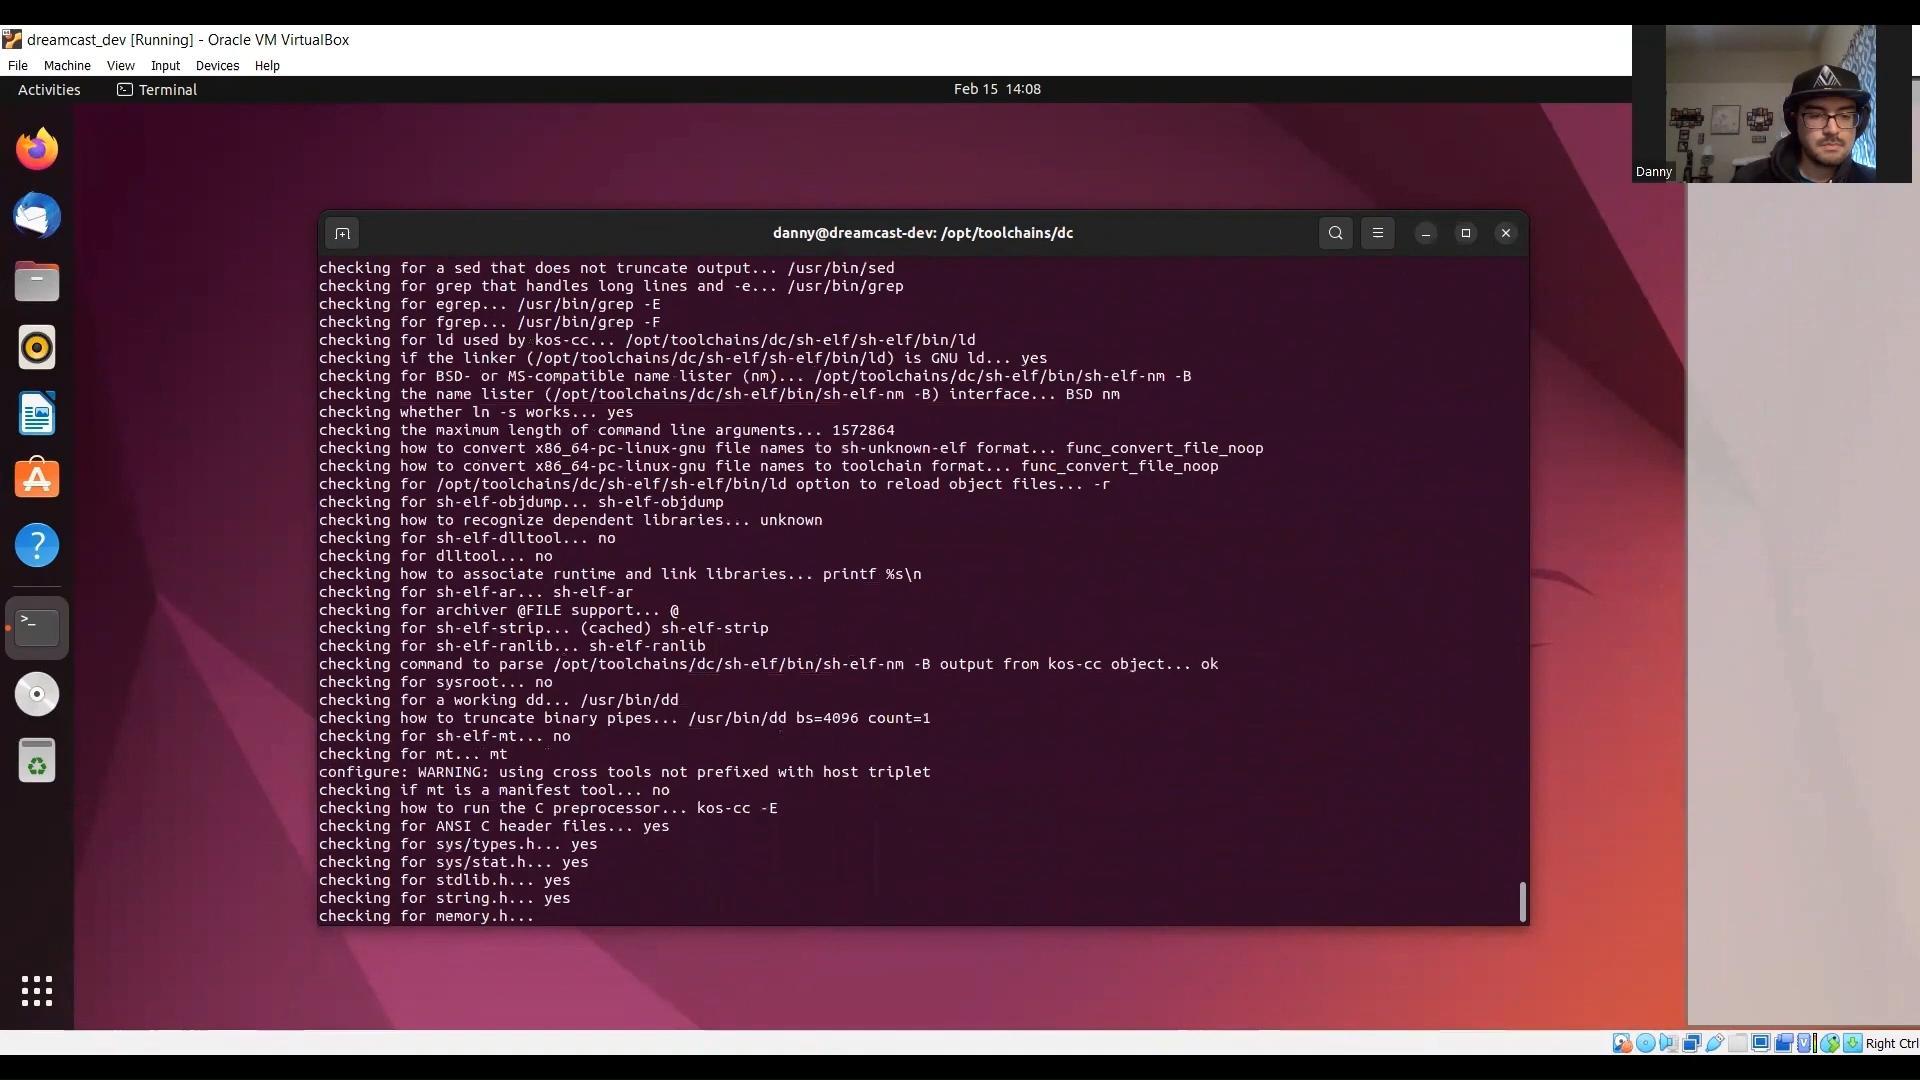 dreamcast_dev [Running] - Oracle VM VirtualBox
File Machine View Input Devices Help
Activities Terminal Feb 15 14:08
Danny
danny@dreamcast-dev: /opt/toolchains/dc
checking for a sed that does not truncate output... /usr/bin/sed
checking for grep that handles long lines and -e... /usr/bin/grep
checking for egrep... /usr/bin/grep -E
checking for fgrep... /usr/bin/grep -F
checking for ld used by kos-cc... /opt/toolchains/dc/sh-elf/sh-elf/bin/ld
checking if the linker (/opt/toolchains/dc/sh-elf/sh-elf/bin/ld) is GNU ld... yes
checking for BSD- or MS-compatible name lister (nm)... /opt/toolchains/dc/sh-elf/bin/sh-elf-nm -B
checking the name lister (/opt/toolchains/dc/sh-elf/bin/sh-elf-nm -B) interface... BSD nm
checking whether ln -s works... yes
checking the maximum length of command line arguments... 1572864
checking how to convert x86_64-pc-linux-gnu file names to sh-unknown-elf format... func_convert_file_noop
checking how to convert x86_64-pc-linux-gnu file names to toolchain format... func_convert_file_noop
checking for /opt/toolchains/dc/sh-elf/sh-elf/bin/ld option to reload object files... -r
checking for sh-elf-objdump... sh-elf-objdump
checking how to recognize dependent libraries... unknown
checking for sh-elf-dlltool... no
checking for dlltool... no
checking how to associate runtime and link libraries... printf %s\n
checking for sh-elf-ar... sh-elf-ar
checking for archiver @FILE support... @
checking for sh-elf-strip... (cached) sh-elf-strip
checking for sh-elf-ranlib... sh-elf-ranlib
checking command to parse /opt/toolchains/dc/sh-elf/bin/sh-elf-nm -B output from kos-cc object... ok
checking for sysroot... no
checking for a working dd... /usr/bin/dd
checking how to truncate binary pipes... /usr/bin/dd bs=4096 count=1
checking for sh-elf-mt... no
checking for mt... mt
configure: WARNING: using cross tools not prefixed with host triplet
checking if mt is a manifest tool... no
checking how to run the C preprocessor... kos-cc -E
checking for ANSI C header files... yes
checking for sys/types.h... yes
checking for sys/stat.h... yes
checking for stdlib.h... yes
checking for string.h... yes
checking for memory.h...
Right Ctrl